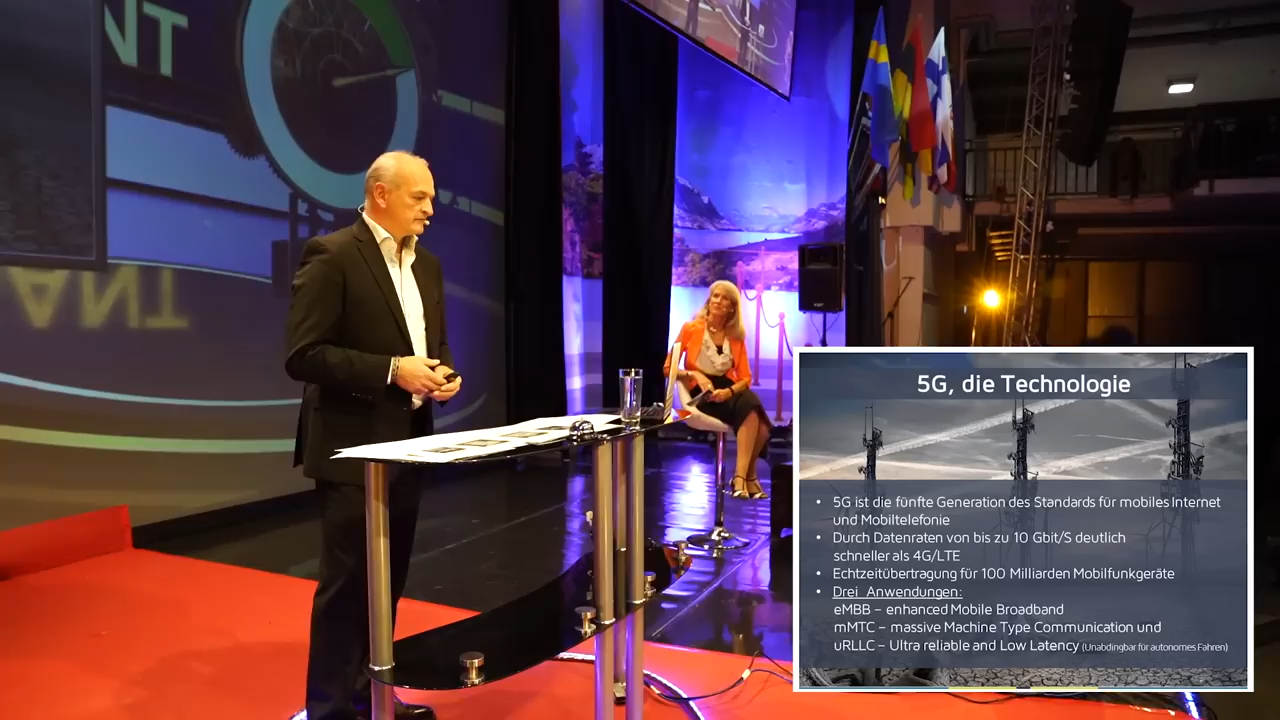 NT
ANT
5G, die Technologie
• 5G ist die fünfte Generation des Standards für mobiles Internet
und Mobiltelefonie
• Durch Datenraten von bis zu 10 Gbit/S deutlich
schneller als 4G/LTE
• Echtzeitübertragung für 100 Milliarden Mobilfunkgeräte
• Drei Anwendungen:
eMBB – enhanced Mobile Broadband
mMTC – massive Machine Type Communication und
uRLLC – Ultra reliable and Low Latency (Unabdingbar für autonomes Fahren)